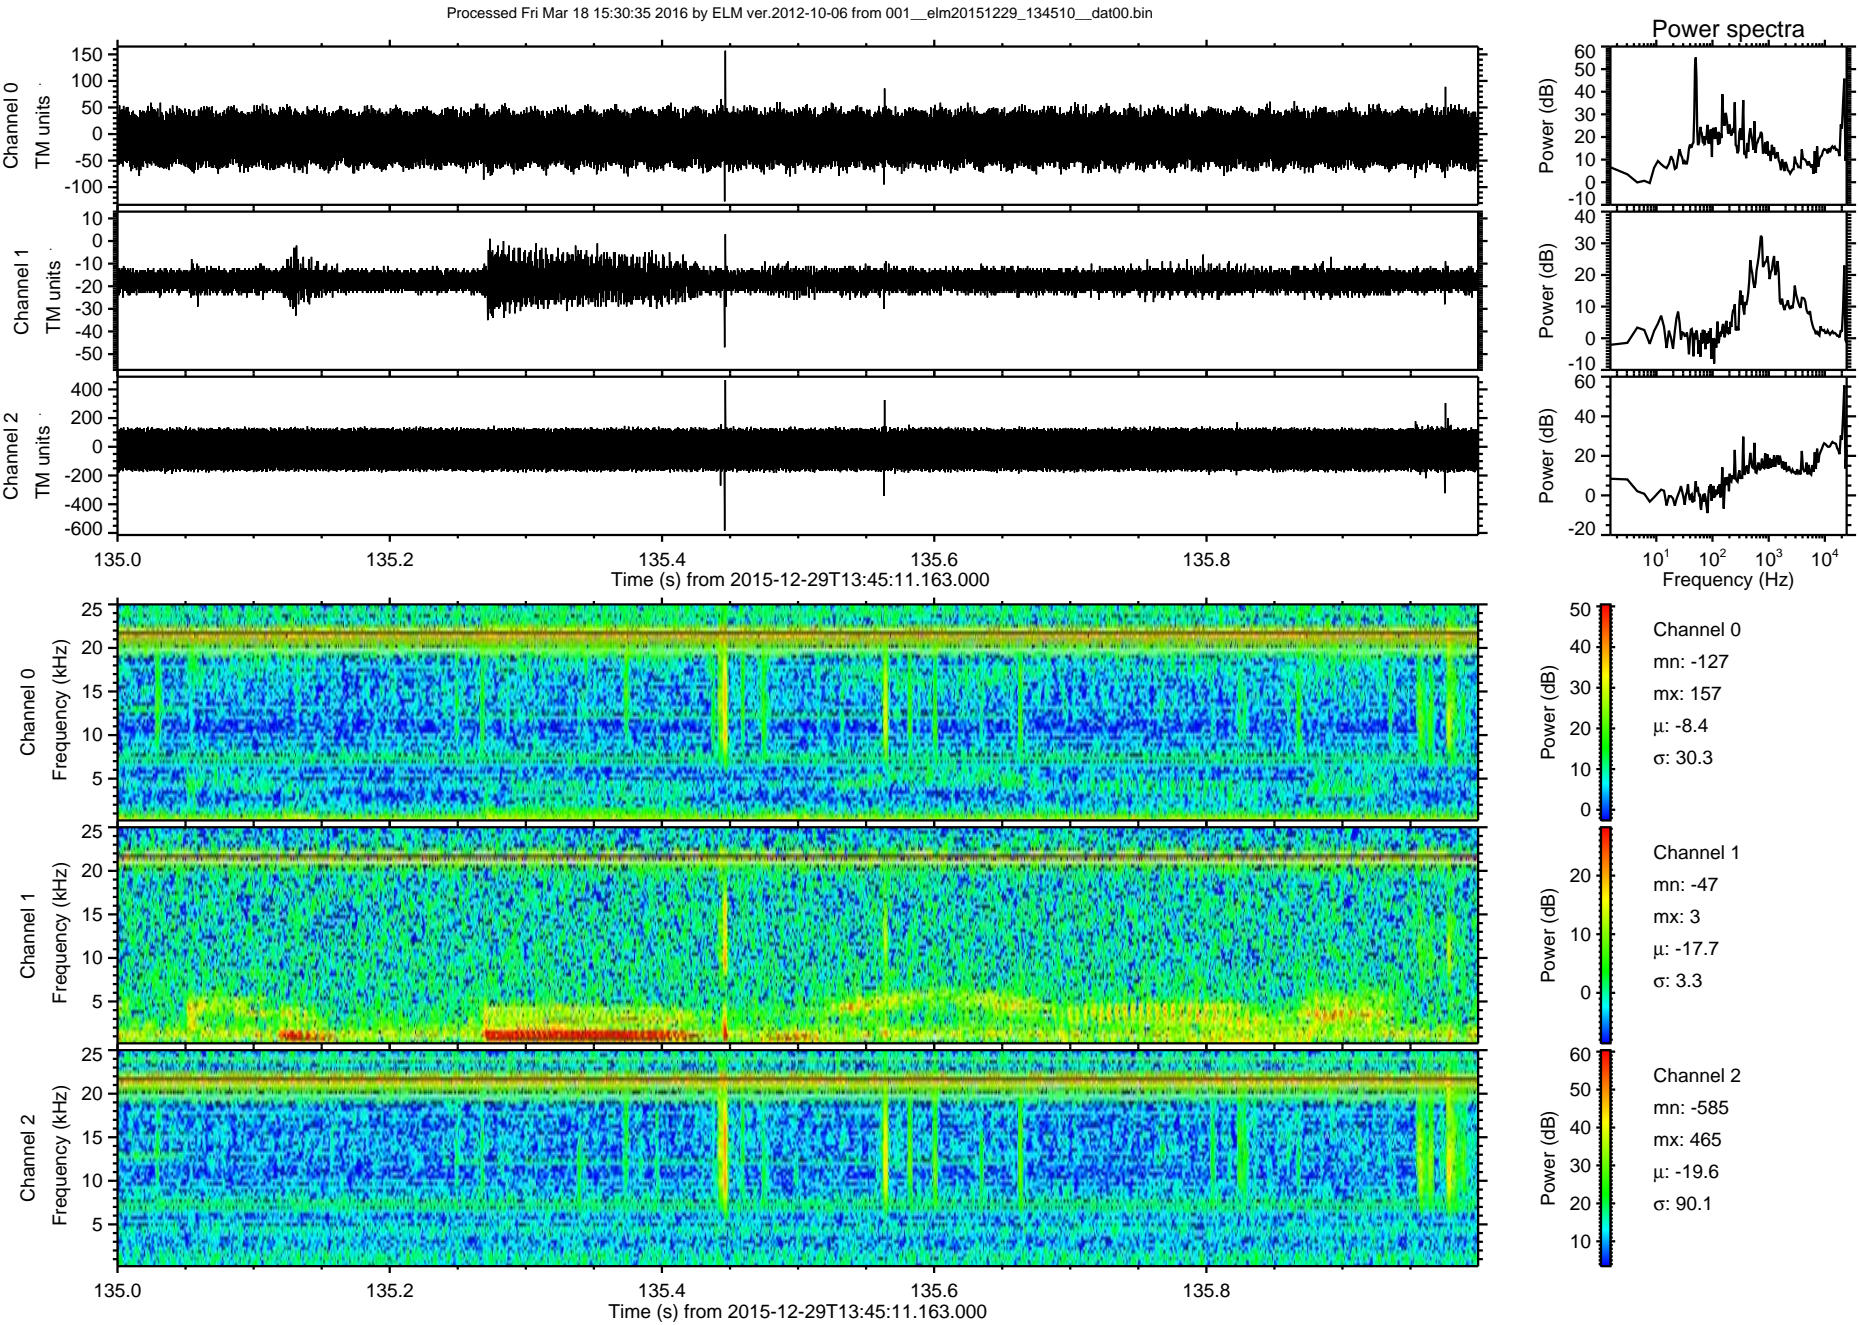 Processed Fri Mar 18 15:30:35 2016 by ELM ver.2012-10-06 from 001__elm20151229_134510__dat00.bin
Power spectra
Channel 0
TM units
150
100
50
0
-50
-100
Power (dB)
60
50
40
30
20
10
0
-10
Channel 1
TM units
10
0
-10
-20
-30
-40
-50
Power (dB)
40
30
20
10
0
-10
Channel 2
TM units
400
200
0
-200
-400
-600
Power (dB)
60
40
20
0
-20
135.0 135.2 135.4 135.6 135.8
Time (s) from 2015-12-29T13:45:11.163.000
10¹ 10² 10³ 10⁴
Frequency (Hz)
Channel 0
Frequency (kHz)
25
20
15
10
5
Power (dB)
50
40
30
20
10
0
Channel 0
mn: -127
mx: 157
μ: -8.4
σ: 30.3
Channel 1
Frequency (kHz)
25
20
15
10
5
Power (dB)
20
10
0
Channel 1
mn: -47
mx: 3
μ: -17.7
σ: 3.3
Channel 2
Frequency (kHz)
25
20
15
10
5
Power (dB)
60
50
40
30
20
10
Channel 2
mn: -585
mx: 465
μ: -19.6
σ: 90.1
135.0 135.2 135.4 135.6 135.8
Time (s) from 2015-12-29T13:45:11.163.000